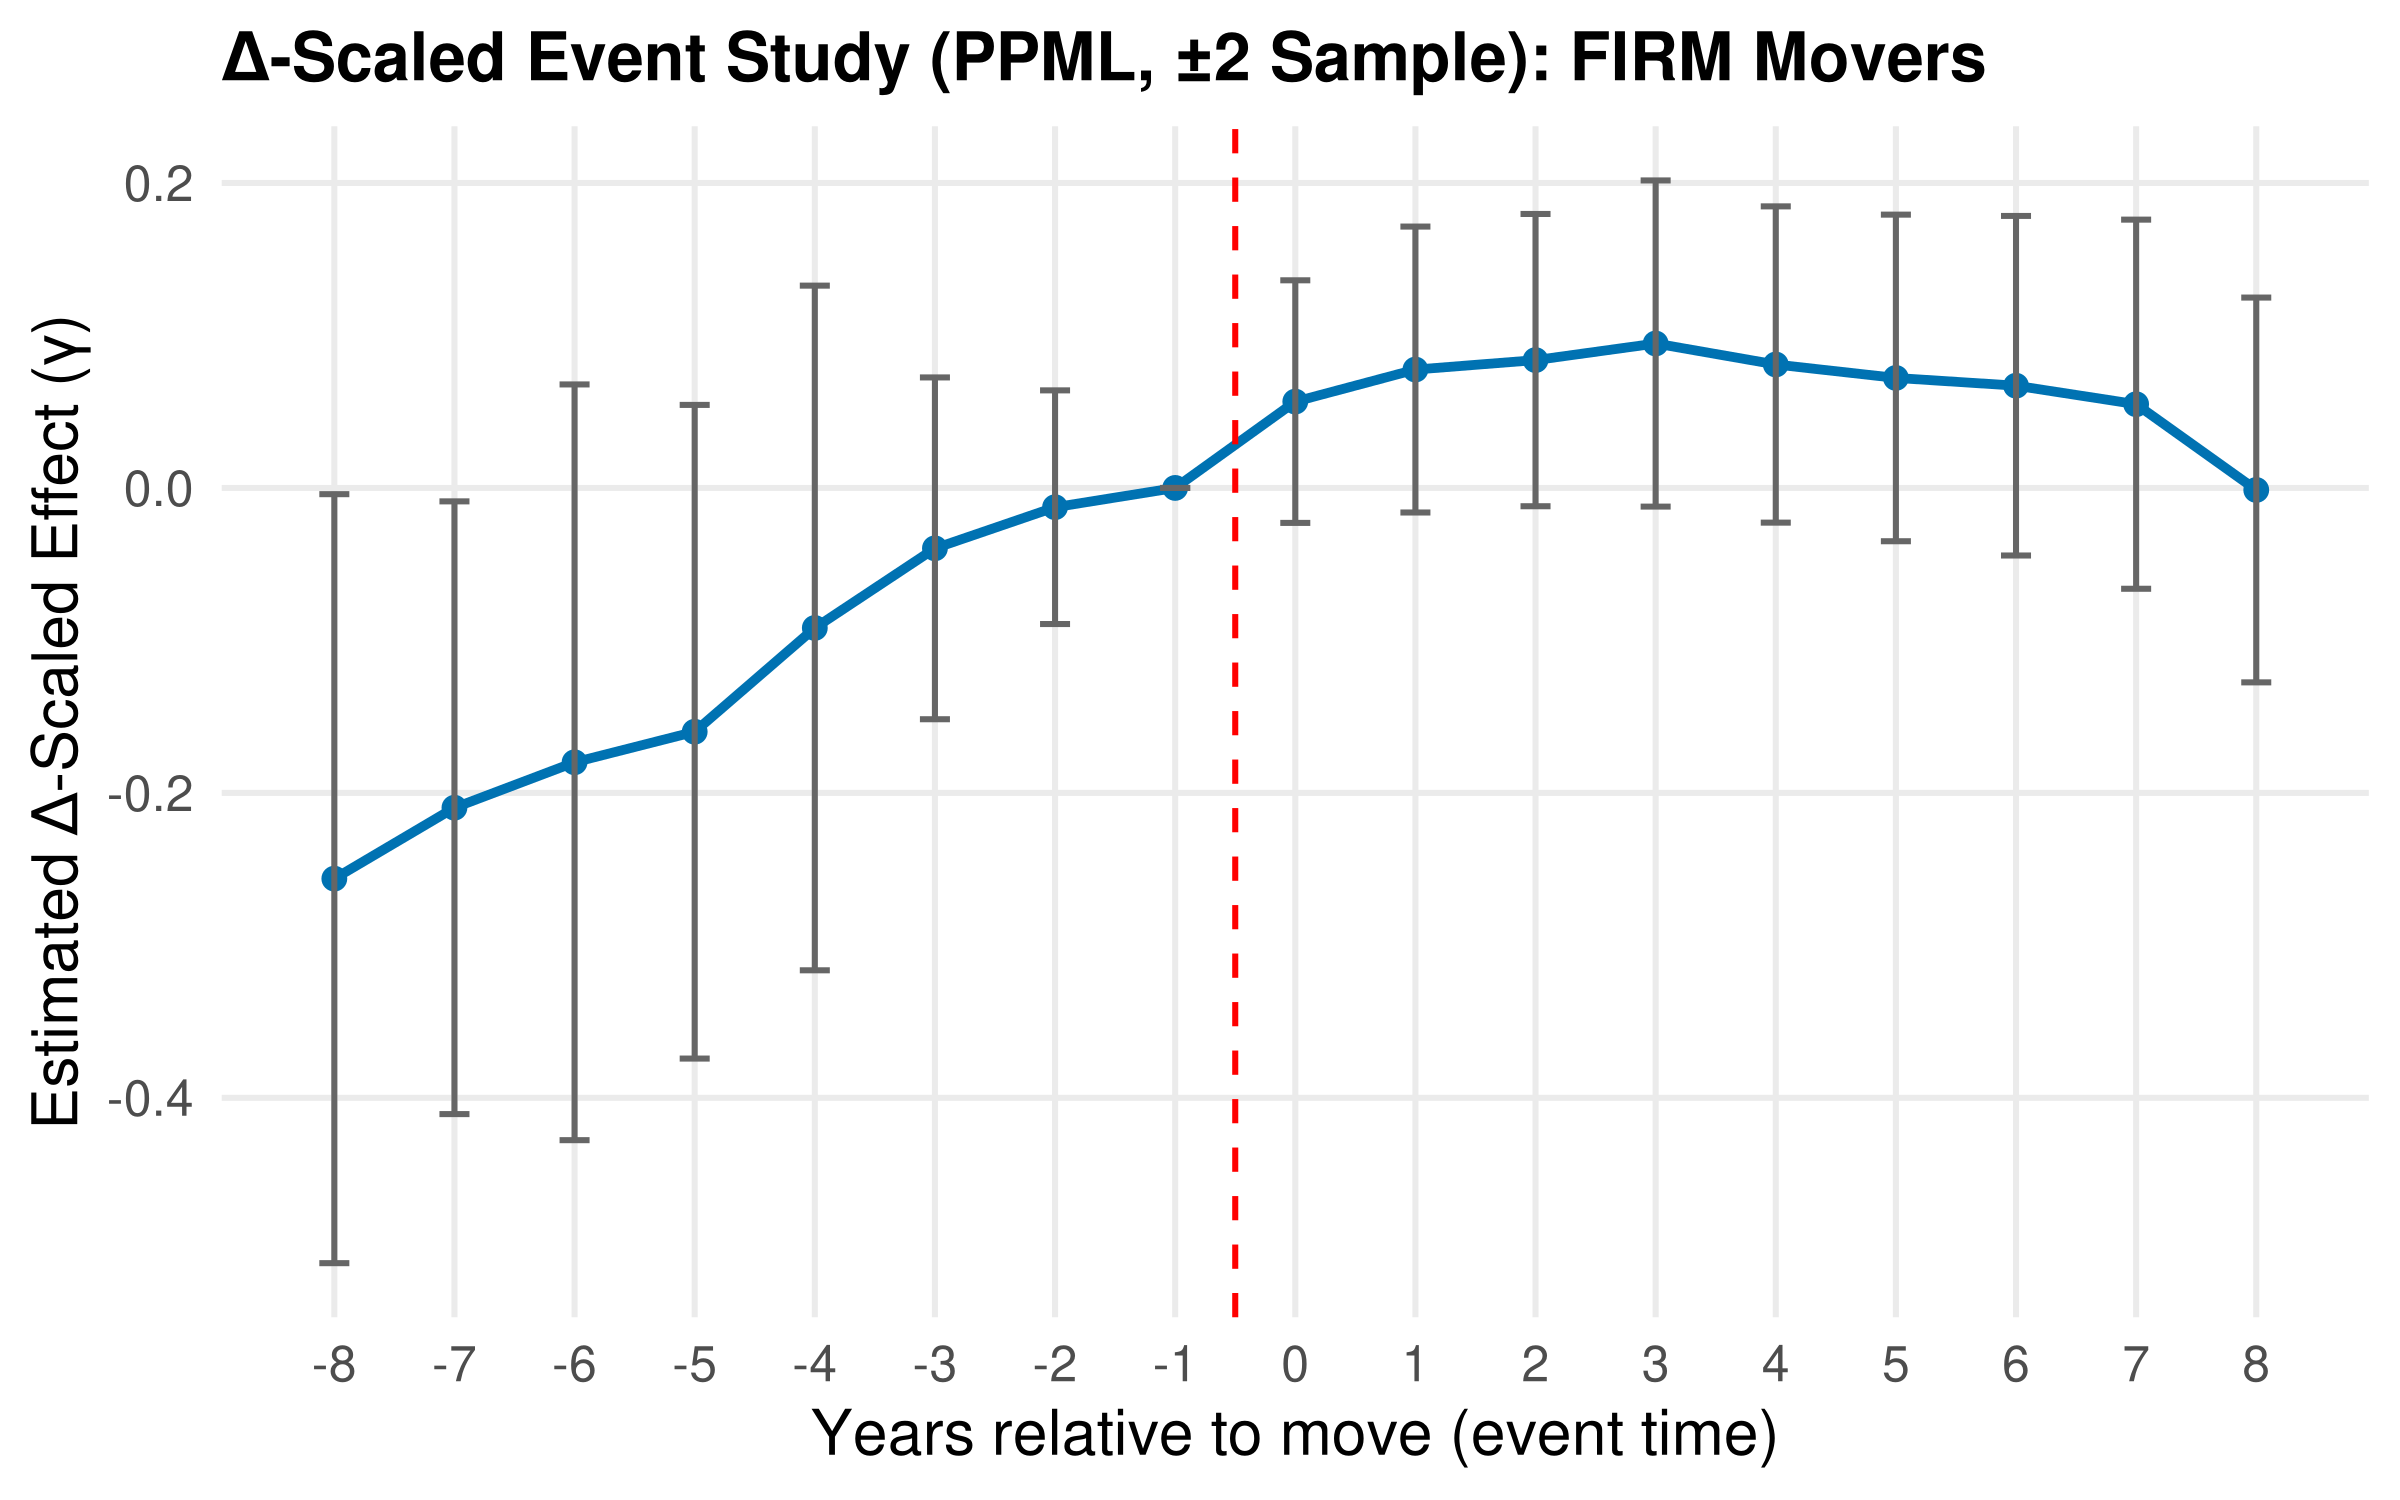 Δ-Scaled Event Study (PPML, ±2 Sample): FIRM Movers
Estimated Δ-Scaled Effect (γ)
0.2
0.0
-0.2
-0.4
-8 -7 -6 -5 -4 -3 -2 -1 0 1 2 3 4 5 6 7 8
Years relative to move (event time)